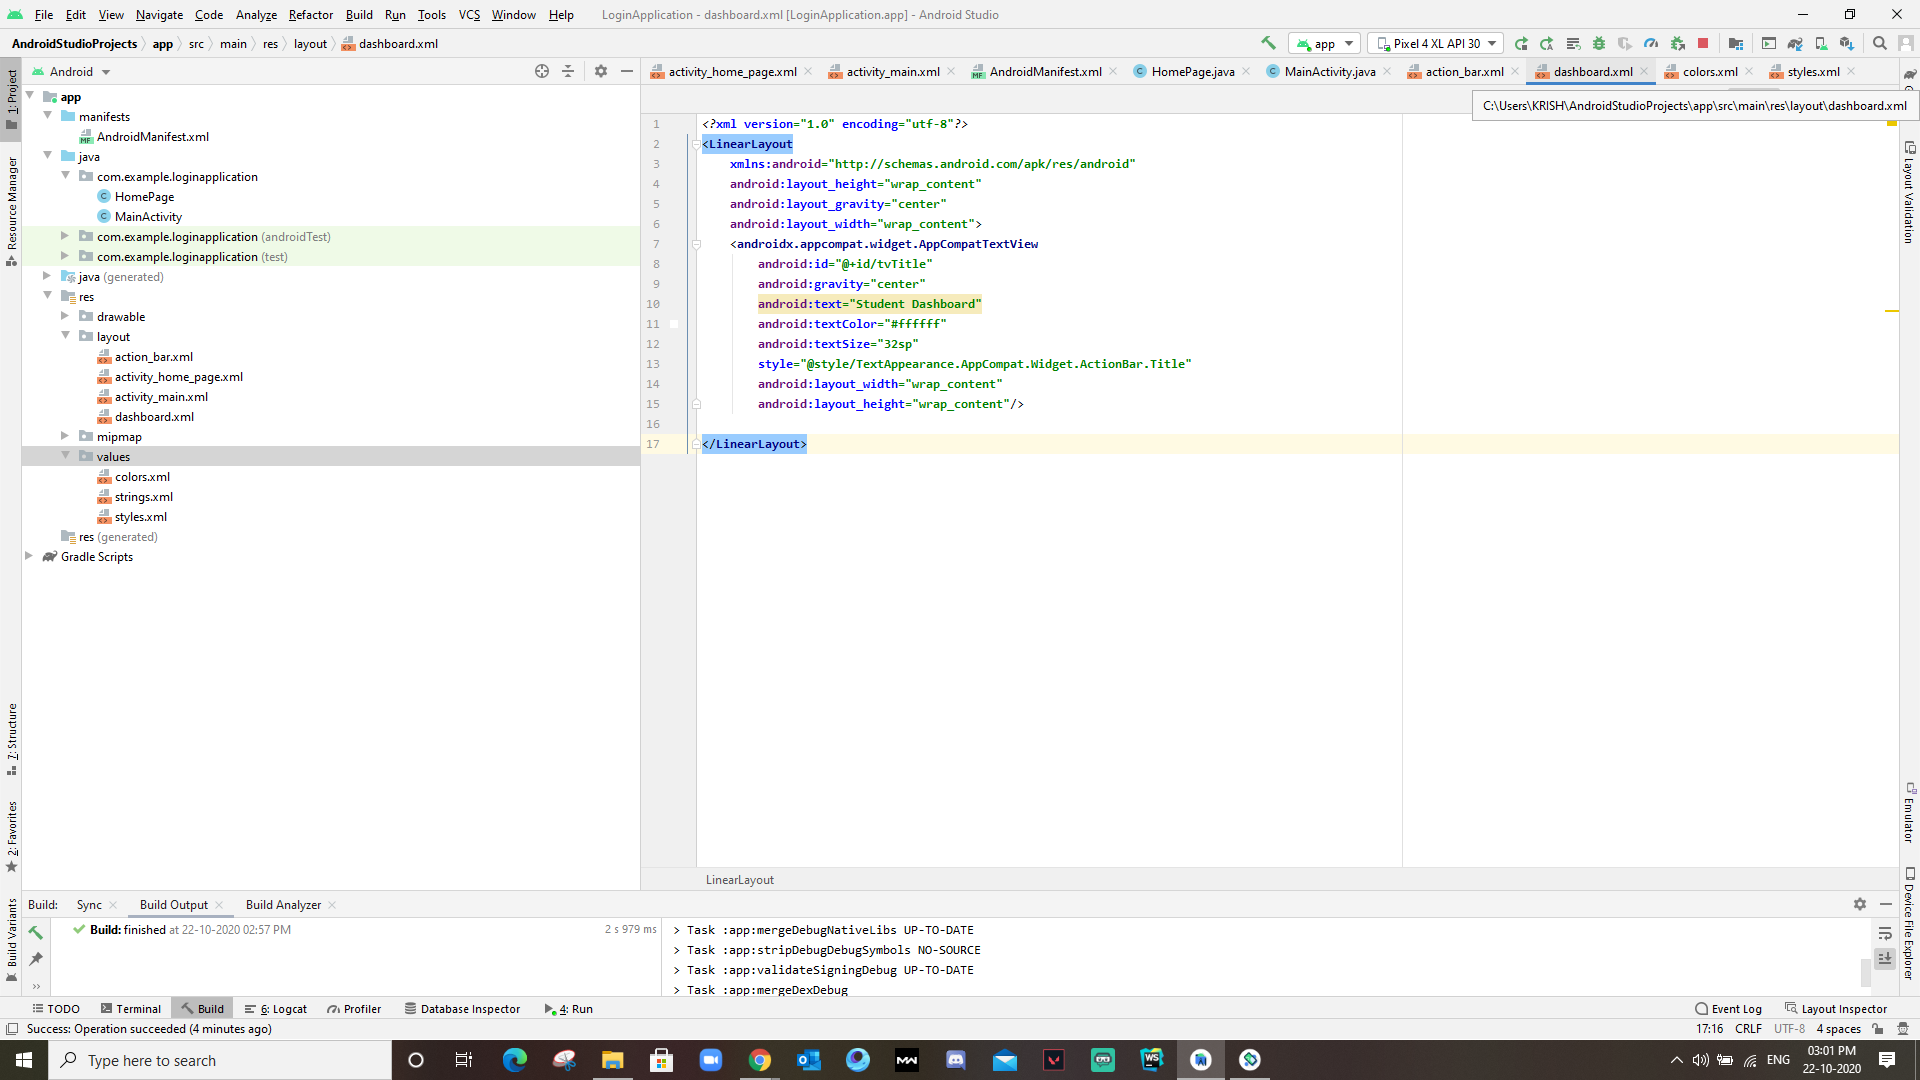 File Edit View Navigate Code Analyze Refactor Build Run Tools VCS Window Help LoginApplication - dashboard.xml [LoginApplication.app] - Android Studio
AndroidStudioProjects app src main res layout dashboard.xml app Pixel 4 XL API 30
Android
activity_home_page.xml activity_main.xml AndroidManifest.xml HomePage.java MainActivity.java action_bar.xml dashboard.xml colors.xml styles.xml
C:\Users\KRISH\AndroidStudioProjects\app\src\main\res\layout\dashboard.xml
1: Project
Resource Manager
7: Structure
2: Favorites
Build Variants
app
manifests
AndroidManifest.xml
java
com.example.loginapplication
HomePage
MainActivity
com.example.loginapplication (androidTest)
com.example.loginapplication (test)
java (generated)
res
drawable
layout
action_bar.xml
activity_home_page.xml
activity_main.xml
dashboard.xml
mipmap
values
colors.xml
strings.xml
styles.xml
res (generated)
Gradle Scripts
1 <?xml version="1.0" encoding="utf-8"?>
2 <LinearLayout
3 xmlns:android="http://schemas.android.com/apk/res/android"
4 android:layout_height="wrap_content"
5 android:layout_gravity="center"
6 android:layout_width="wrap_content">
7 <androidx.appcompat.widget.AppCompatTextView
8 android:id="@+id/tvTitle"
9 android:gravity="center"
10 android:text="Student Dashboard"
11 android:textColor="#ffffff"
12 android:textSize="32sp"
13 style="@style/TextAppearance.AppCompat.Widget.ActionBar.Title"
14 android:layout_width="wrap_content"
15 android:layout_height="wrap_content"/>
16
17 </LinearLayout>
LinearLayout
Layout Validation
Emulator
Device File Explorer
Build: Sync Build Output Build Analyzer
Build: finished at 22-10-2020 02:57 PM 2 s 979 ms
> Task :app:mergeDebugNativeLibs UP-TO-DATE
> Task :app:stripDebugDebugSymbols NO-SOURCE
> Task :app:validateSigningDebug UP-TO-DATE
> Task :app:mergeDexDebug
TODO Terminal Build 6: Logcat Profiler Database Inspector 4: Run Event Log Layout Inspector
Success: Operation succeeded (4 minutes ago) 17:16 CRLF UTF-8 4 spaces
Type here to search
WS
ENG
03:01 PM
22-10-2020